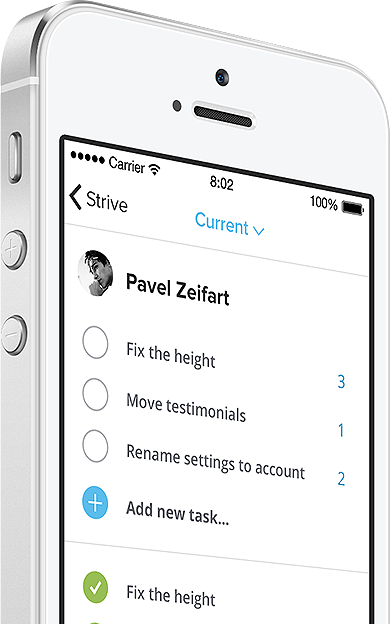 Carrier
8:02
100%
Strive
Current
Pavel Zeifart
Fix the height
3
Move testimonials
1
Rename settings to account
2
Add new task...
Fix the height